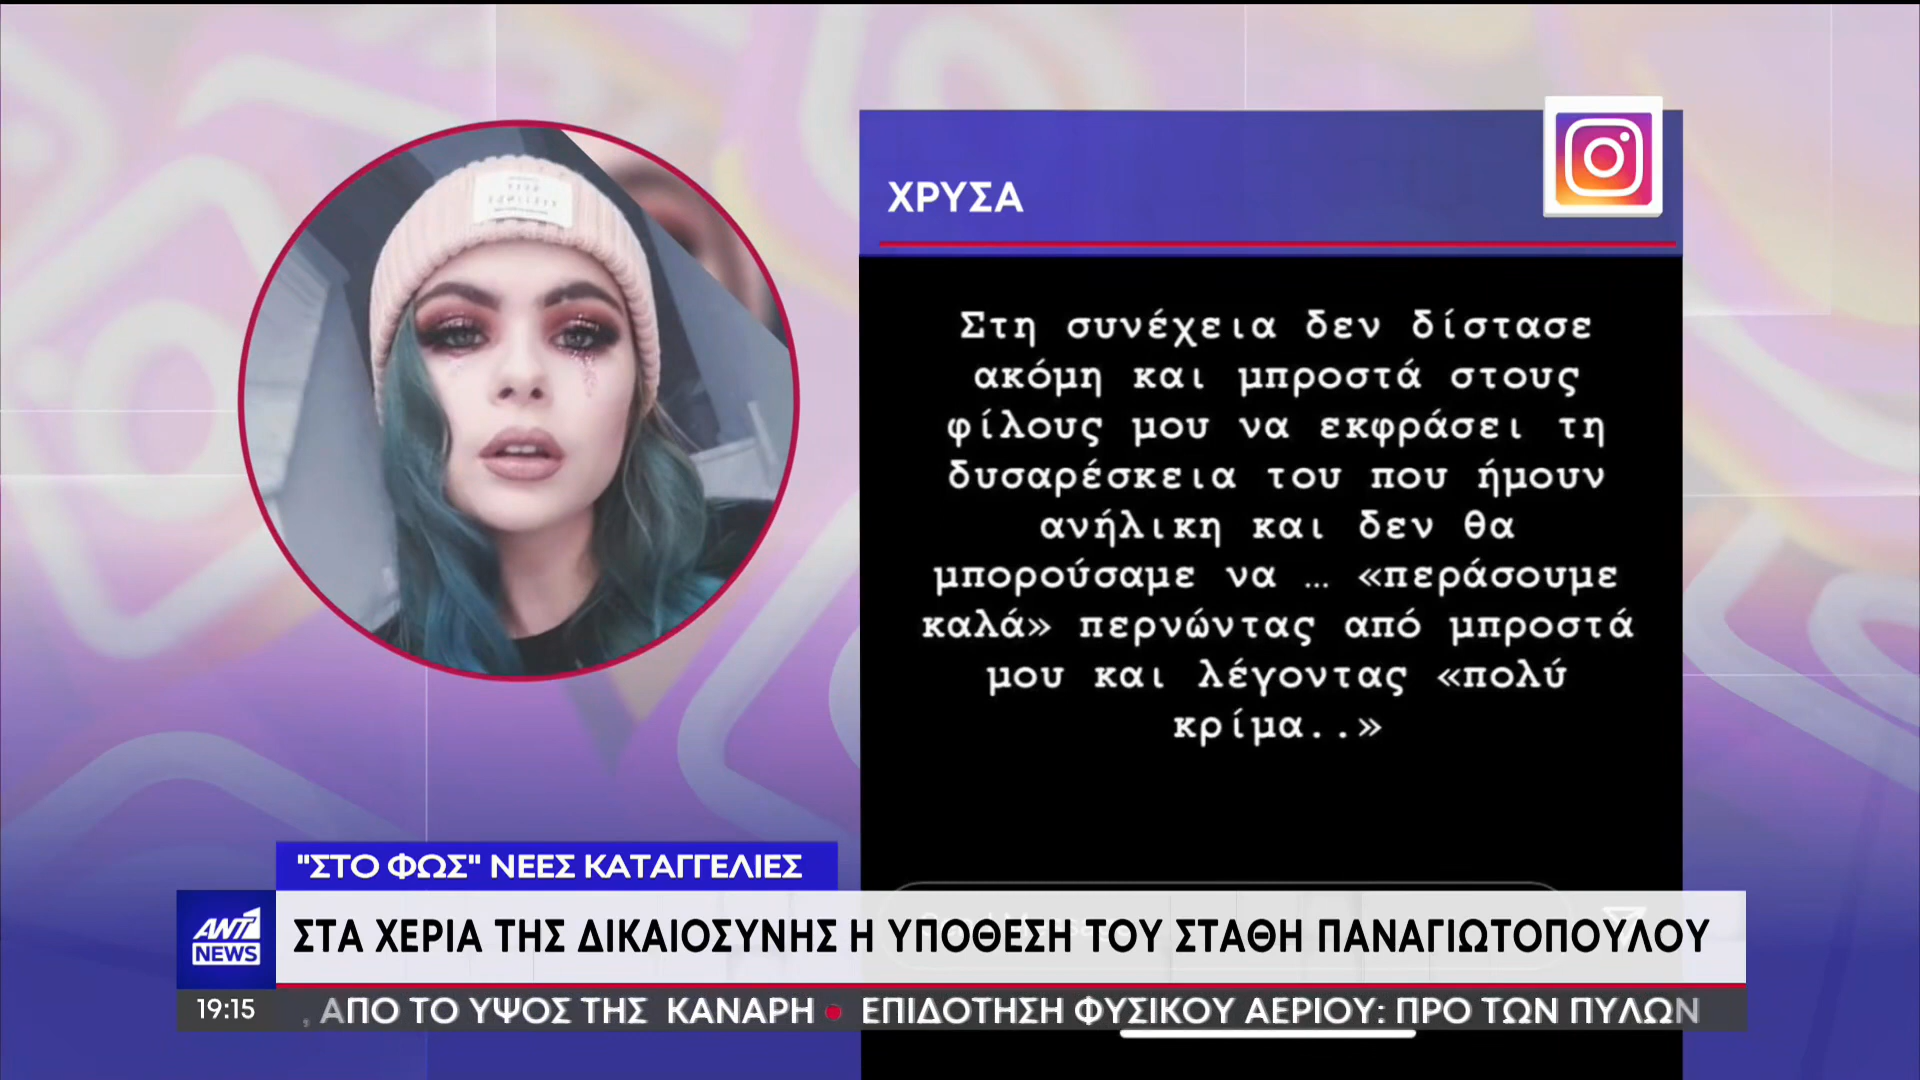 ΧΡΥΣΑ
Στη συνέχεια δεν δίστασε
ακόμη και μπροστά στους
φίλους μου να εκφράσει τη
δυσαρέσκεια του που ήμουν
ανήλικη και δεν θα
μπορούσαμε να … «περάσουμε
καλά» περνώντας από μπροστά
μου και λέγοντας «πολύ
κρίμα..»
"ΣΤΟ ΦΩΣ" ΝΕΕΣ ΚΑΤΑΓΓΕΛΙΕΣ
ANT1
NEWS
ΣΤΑ ΧΕΡΙΑ ΤΗΣ ΔΙΚΑΙΟΣΥΝΗΣ Η ΥΠΟΘΕΣΗ ΤΟΥ ΣΤΑΘΗ ΠΑΝΑΓΙΩΤΟΠΟΥΛΟΥ
19:15 , ΑΠΟ ΤΟ ΥΨΟΣ ΤΗΣ ΚΑΝΑΡΗ • ΕΠΙΔΟΤΗΣΗ ΦΥΣΙΚΟΥ ΑΕΡΙΟΥ: ΠΡΟ ΤΩΝ ΠΥΛΩΝ